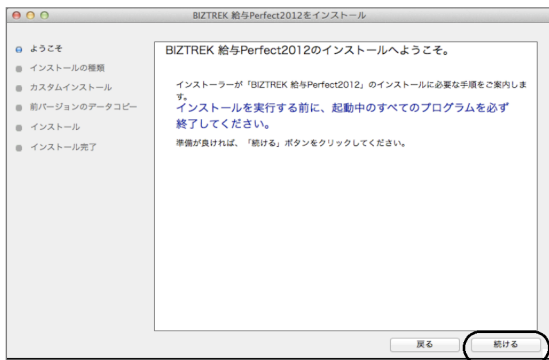 BIZTREK 給与Perfect2012をインストール
ようこそ
インストールの種類
カスタムインストール
前バージョンのデータコピー
インストール
インストール完了
BIZTREK 給与Perfect2012のインストールへようこそ。
インストーラーが「BIZTREK 給与Perfect2012」のインストールに必要な手順をご案内しま
す。
インストールを実行する前に、起動中のすべてのプログラムを必ず
終了してください。
準備が良ければ、「続ける」ボタンをクリックしてください。
戻る
続ける